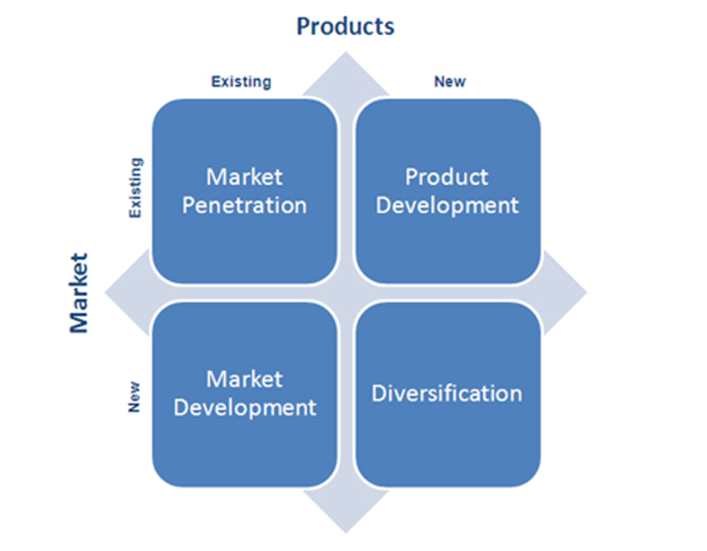 Products
Existing
New
Existing
Market
Penetration
Product
Development
Market
New
Market
Development
Diversification